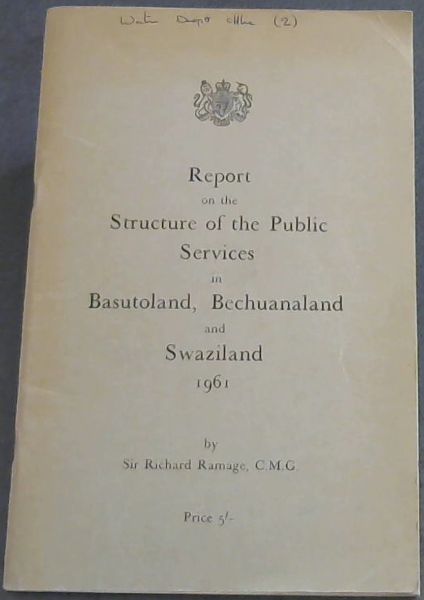 (2)
Report
on the
Structure of the Public
Services
in
Basutoland, Bechuanaland
and
Swaziland
1961
by
Sir Richard Ramage, C.M.G.
Price 5/-